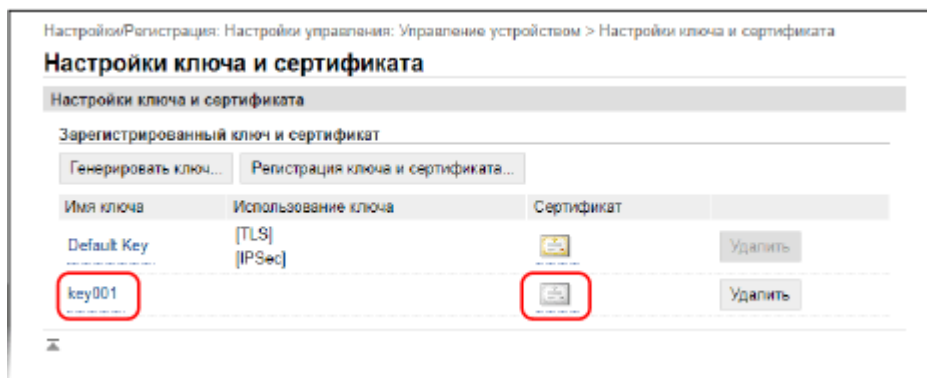 Настройки/Регистрация: Настройки управления: Управление устройством > Настройки ключа и сертификата
Настройки ключа и сертификата
Настройки ключа и сертификата
Зарегистрированный ключ и сертификат
Генерировать ключ... Регистрация ключа и сертификата...
Имя ключа Использование ключа Сертификат
Default Key [TLS] Удалить
[IPSec]
key001 Удалить